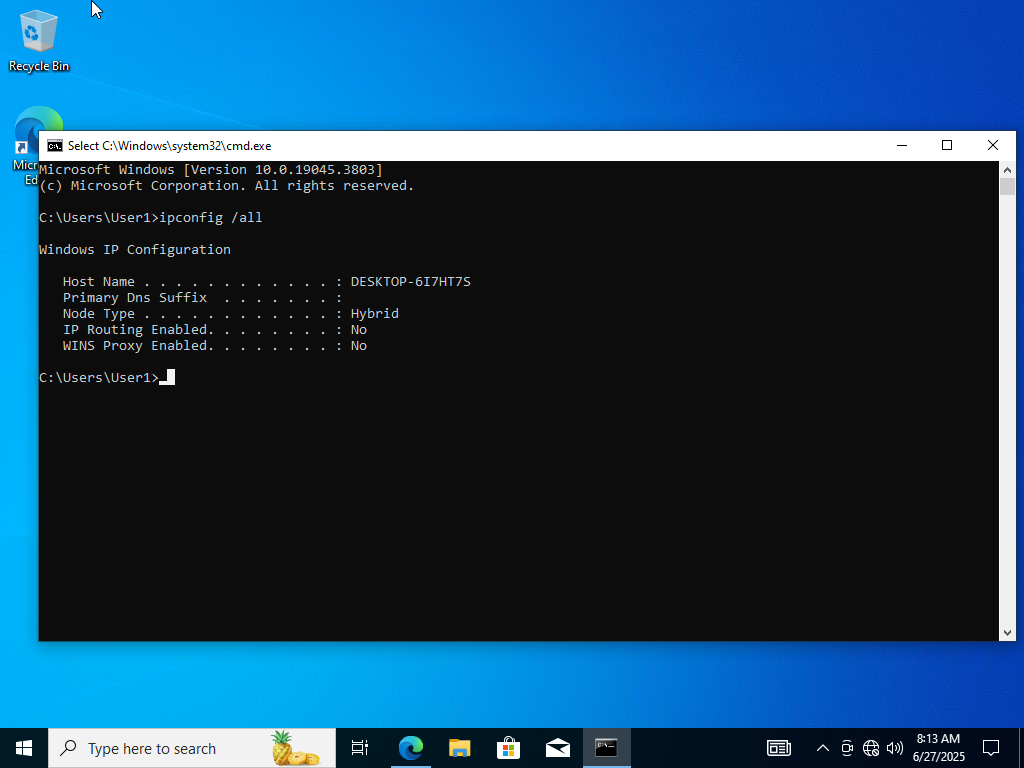 Recycle Bin
Select C:\Windows\system32\cmd.exe
Microsoft Windows [Version 10.0.19045.3803]
(c) Microsoft Corporation. All rights reserved.
C:\Users\User1>ipconfig /all
Windows IP Configuration
Host Name . . . . . . . . . . . . : DESKTOP-6I7HT7S
Primary Dns Suffix  . . . . . . . :
Node Type . . . . . . . . . . . . : Hybrid
IP Routing Enabled. . . . . . . . : No
WINS Proxy Enabled. . . . . . . . : No
C:\Users\User1>
Type here to search
8:13 AM
6/27/2025